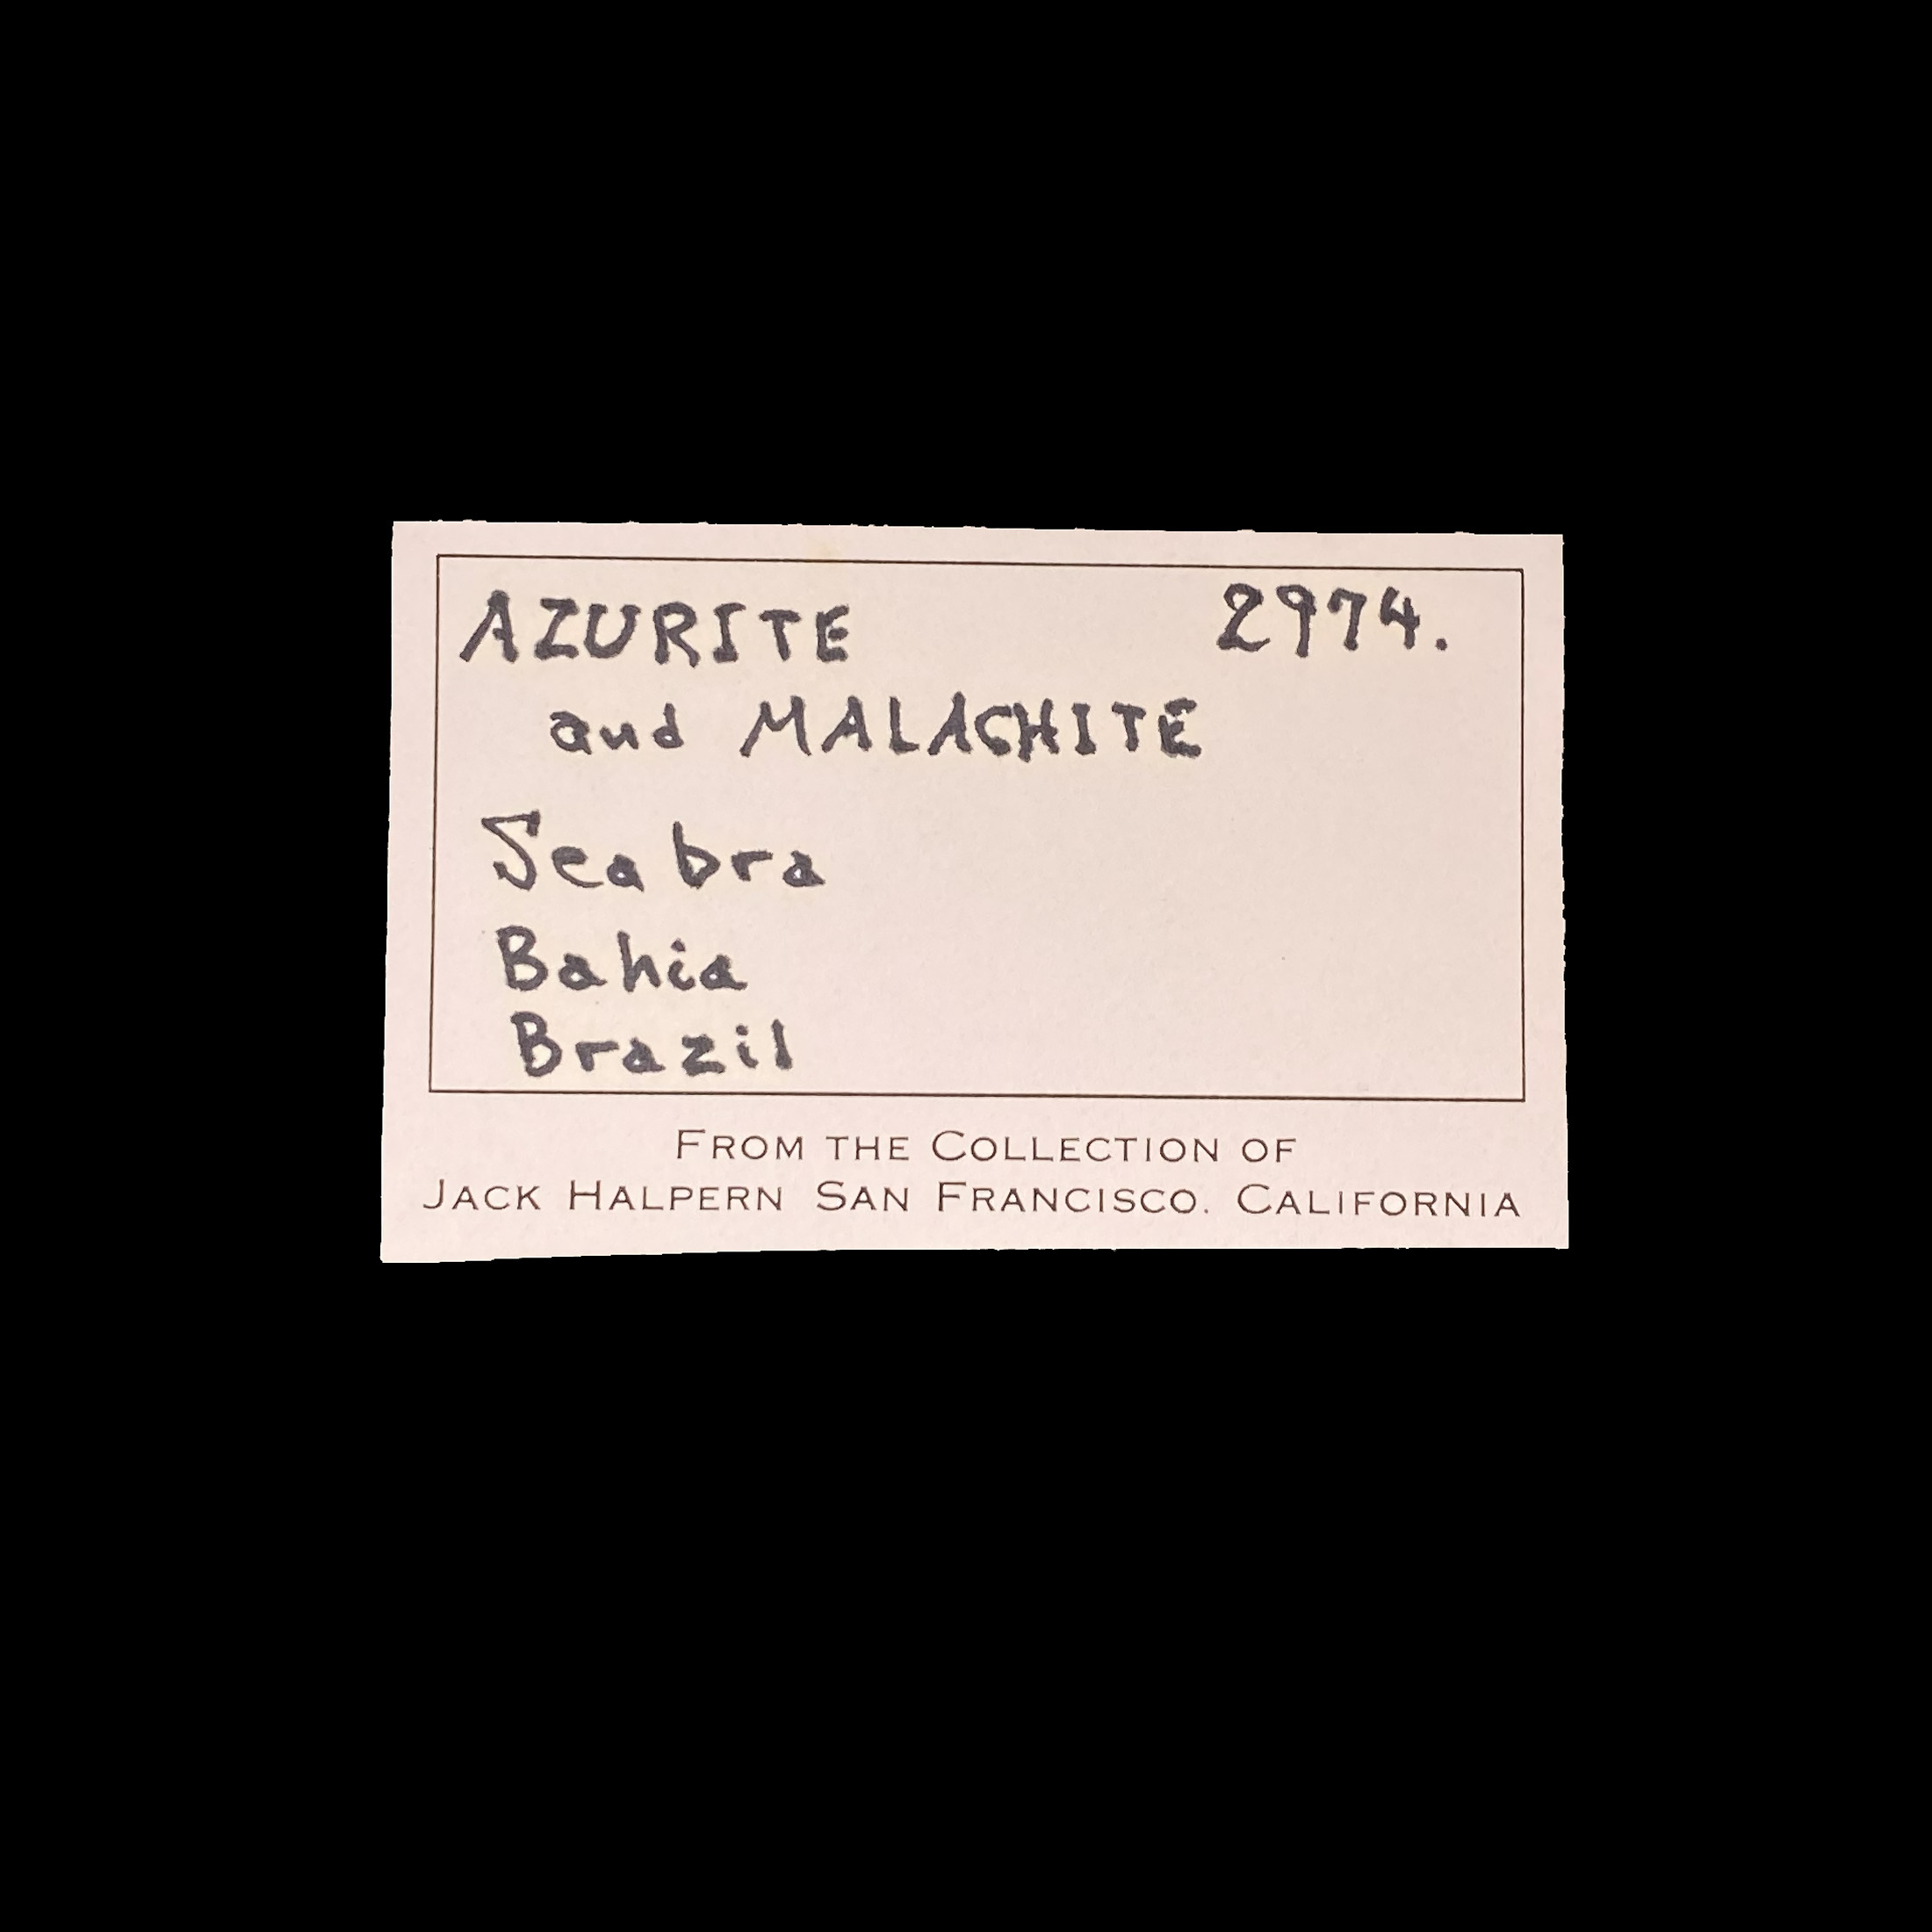 AZURITE 2974.
and MALACHITE
Seabra
Bahia
Brazil
FROM THE COLLECTION OF
JACK HALPERN SAN FRANCISCO. CALIFORNIA